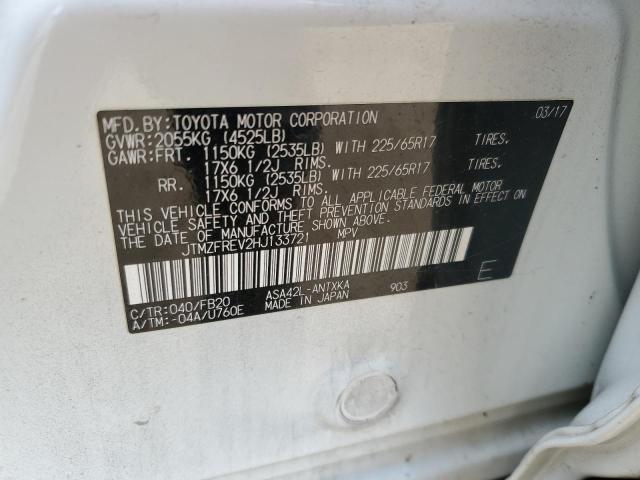 MFD.BY:TOYOTA MOTOR CORPORATION 03/17
GVWR:2055KG (4525LB)
GAWR:FRT. 1150KG (2535LB) WITH 225/65R17 TIRES.
17X6 1/2J RIMS.
RR. 1150KG (2535LB) WITH 225/65R17 TIRES.
17X6 1/2J RIMS.
THIS VEHICLE CONFORMS TO ALL APPLICABLE FEDERAL MOTOR
VEHICLE SAFETY AND THEFT PREVENTION STANDARDS IN EFFECT ON
THE DATE OF MANUFACTURE SHOWN ABOVE.
JTMZFREV2HJ133721 MPV
E
C/TR:040/FB20 ASA42L-ANTXKA 903
A/TM:-04A/U760E MADE IN JAPAN